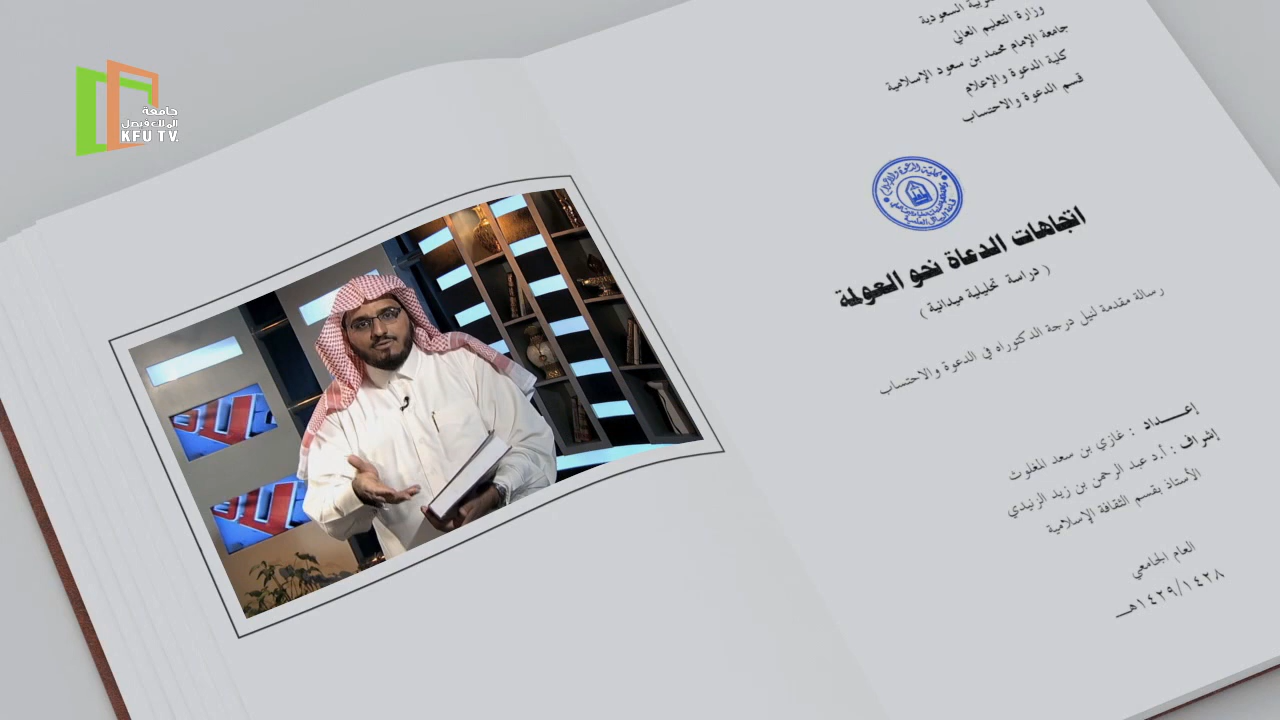 جامعة
الملك فيصل
KFU TV.
العربية السعودية
وزارة التعليم العالي
جامعة الإمام محمد بن سعود الإسلامية
كلية الدعوة والإعلام
قسم الدعوة والاحتساب
اتجاهات الدعاة نحو العولمة
( دراسة تحليلية ميدانية )
رسالة مقدمة لنيل درجة الدكتوراه في الدعوة والاحتساب
إعـــداد : غازي بن سعد المغلوث
إشراف : أ.د عبد الرحمن بن زيد الزنيدي
الأستاذ بقسم الثقافة الإسلامية
العام الجامعي
١٤٢٨/١٤٢٩هـــ